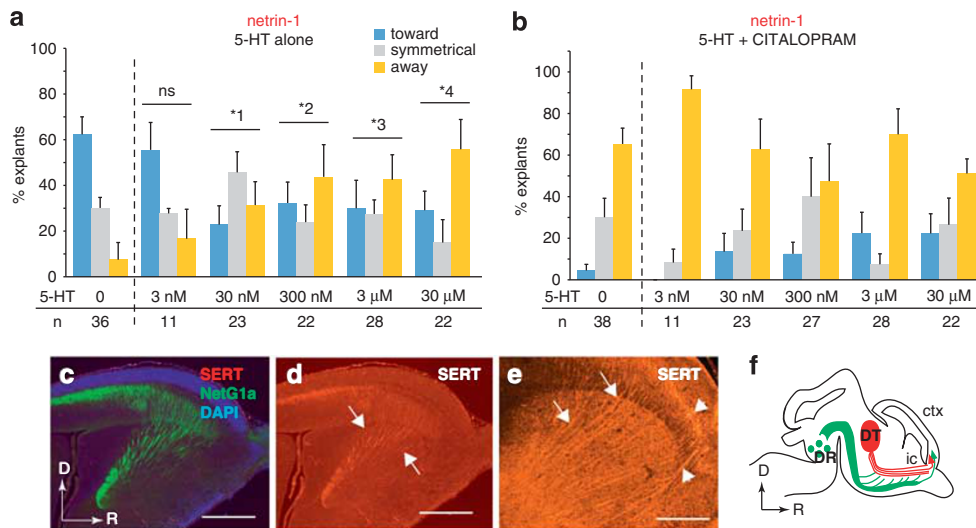 a
netrin-1
5-HT alone
toward
symmetrical
away
% explants
100
80
60
40
20
0
ns
*1
*2
*3
*4
5-HT 0 3 nM 30 nM 300 nM 3 μM 30 μM
n 36 11 23 22 28 22
b
netrin-1
5-HT + CITALOPRAM
% explants
100
80
60
40
20
0
5-HT 0 3 nM 30 nM 300 nM 3 μM 30 μM
n 38 11 23 27 28 22
c
SERT
NetG1a
DAPI
D
R
d
SERT
e
SERT
f
ctx
DT
DR
ic
D
R